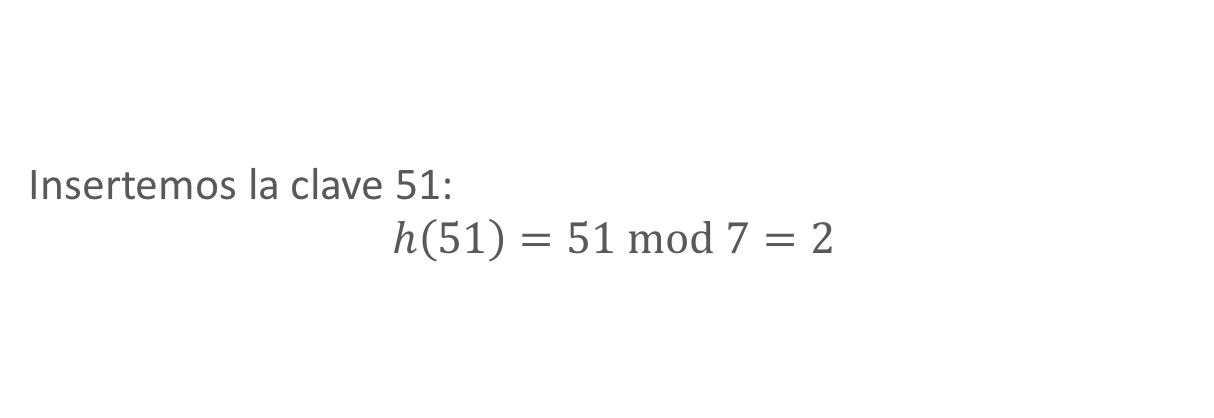 Insertemos la clave 51:
h(51) = 51 mod 7 = 2